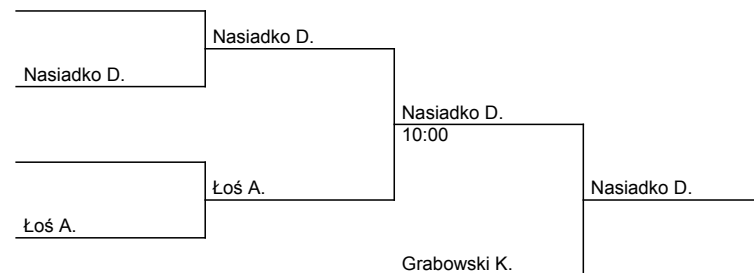 Nasiadko D.
Nasiadko D.
Nasiadko D.
10:00
Łoś A.
Nasiadko D.
Łoś A.
Grabowski K.